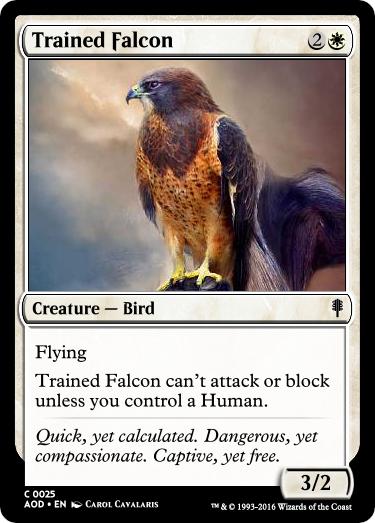 Trained Falcon 2
Creature — Bird
Flying
Trained Falcon can't attack or block
unless you control a Human.
Quick, yet calculated. Dangerous, yet
compassionate. Captive, yet free.
3/2
C 0025
AOD • EN Carol Cavalaris
™ & © 1993-2016 Wizards of the Coast